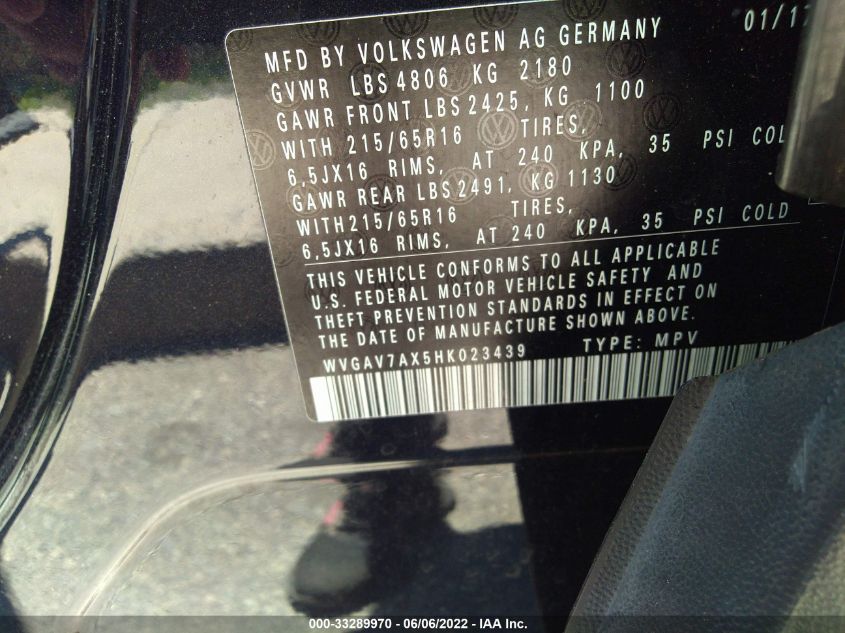 MFD BY VOLKSWAGEN AG GERMANY 01/17
GVWR LBS 4806, KG 2180
GAWR FRONT LBS 2425, KG 1100
WITH 215/65R16 TIRES,
6,5JX16 RIMS, AT 240 KPA, 35 PSI COL
GAWR REAR LBS 2491, KG 1130
WITH215/65R16 TIRES,
6,5JX16 RIMS, AT 240 KPA, 35 PSI COLD
THIS VEHICLE CONFORMS TO ALL APPLICABLE
U.S. FEDERAL MOTOR VEHICLE SAFETY AND
THEFT PREVENTION STANDARDS IN EFFECT ON
THE DATE OF MANUFACTURE SHOWN ABOVE.
WVGAV7AX5HK023439 TYPE: MPV
000-33289970 - 06/06/2022 - IAA Inc.